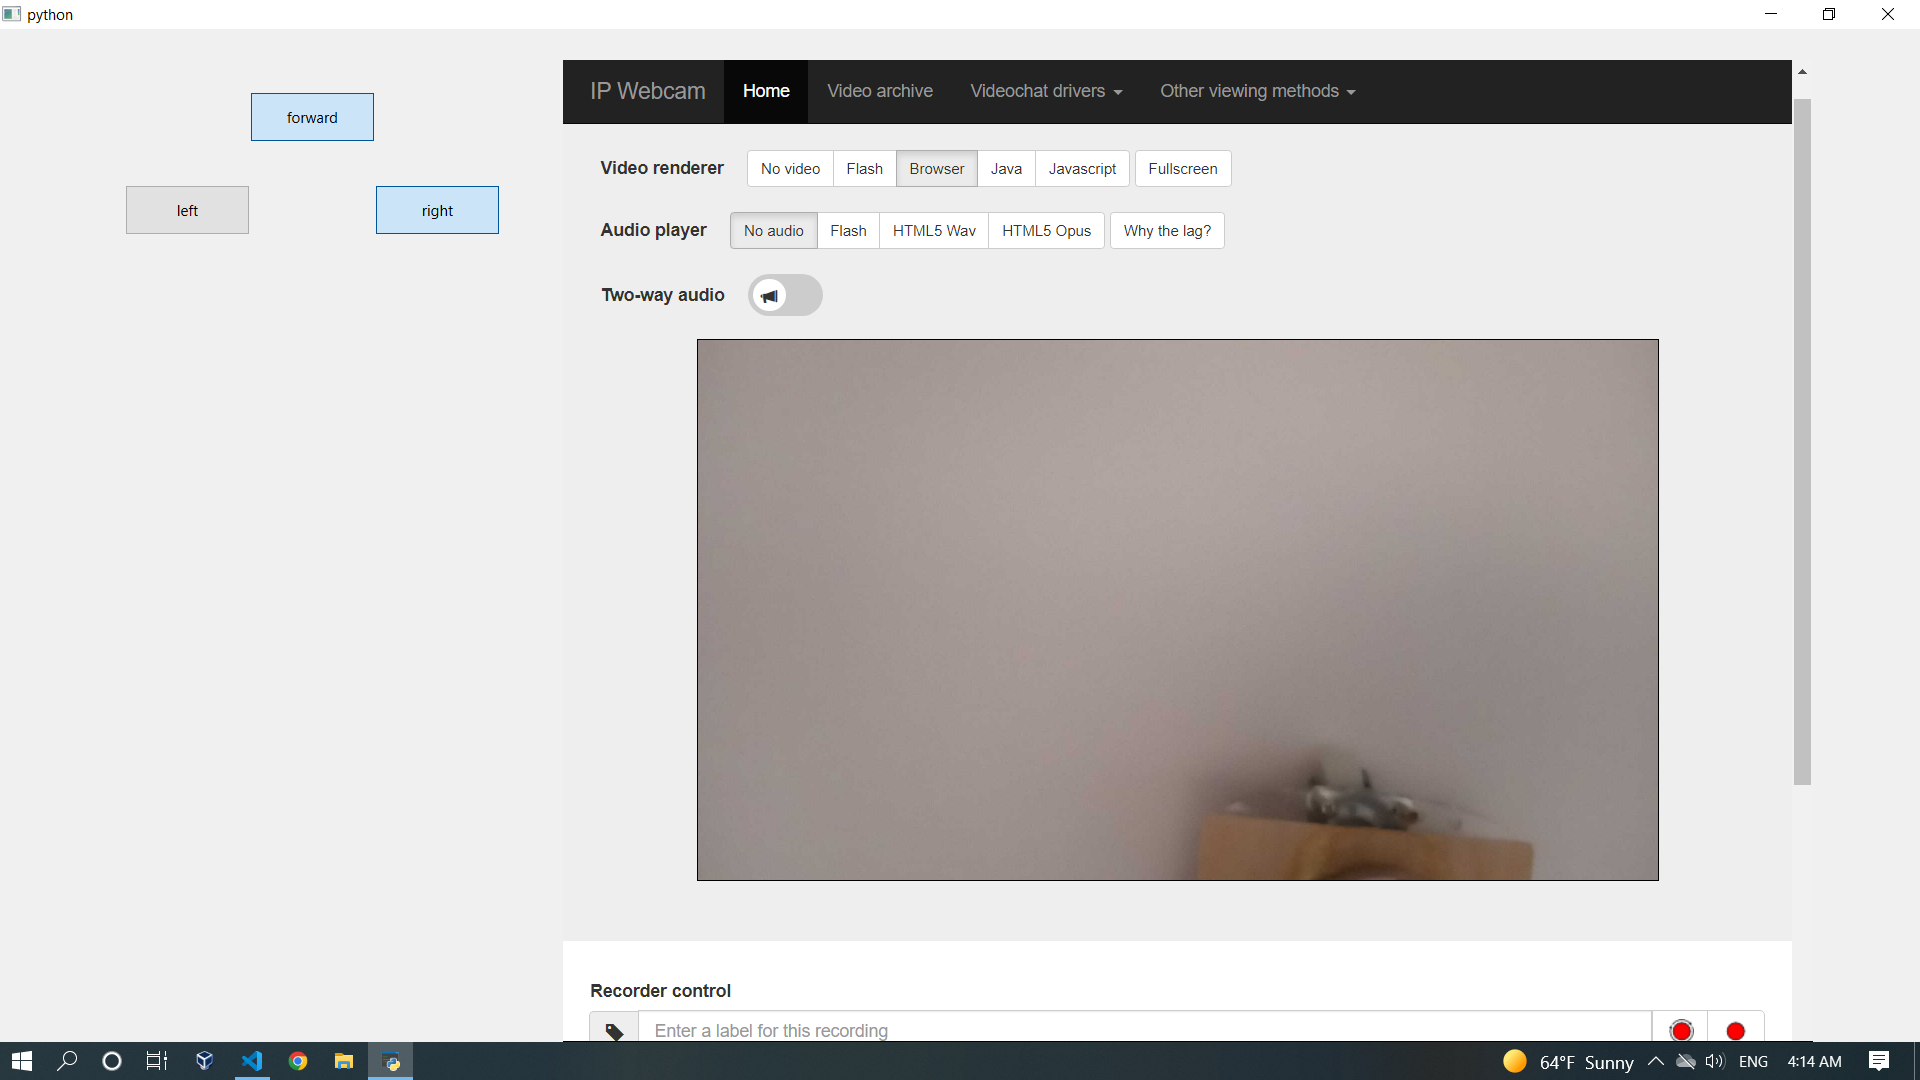 python
forward
left
right
IP Webcam Home Video archive Videochat drivers Other viewing methods
Video renderer No video Flash Browser Java Javascript Fullscreen
Audio player No audio Flash HTML5 Wav HTML5 Opus Why the lag?
Two-way audio
Recorder control
Enter a label for this recording
64°F Sunny ENG 4:14 AM